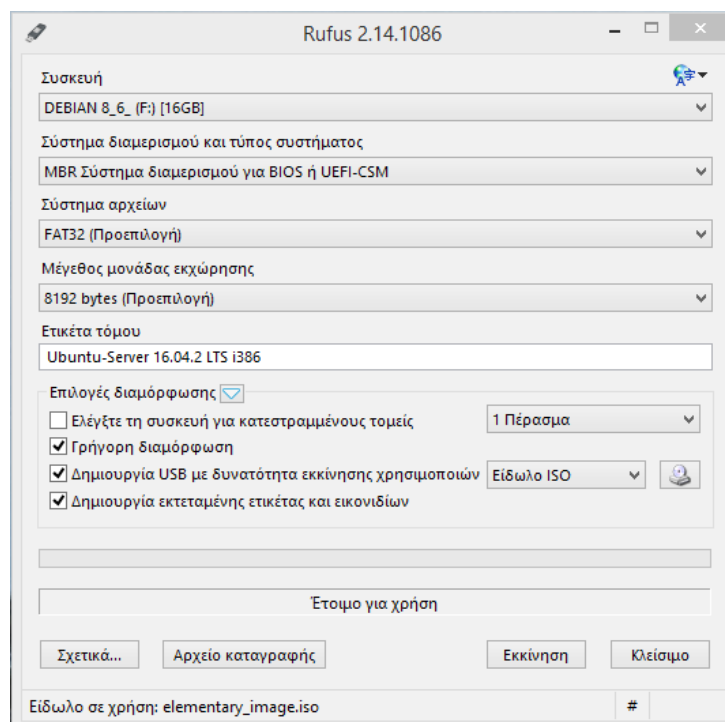 Rufus 2.14.1086
Συσκευή
DEBIAN 8_6_ (F:) [16GB]
Σύστημα διαμερισμού και τύπος συστήματος
MBR Σύστημα διαμερισμού για BIOS ή UEFI-CSM
Σύστημα αρχείων
FAT32 (Προεπιλογή)
Μέγεθος μονάδας εκχώρησης
8192 bytes (Προεπιλογή)
Ετικέτα τόμου
Ubuntu-Server 16.04.2 LTS i386
Επιλογές διαμόρφωσης
Ελέγξτε τη συσκευή για κατεστραμμένους τομείς 1 Πέρασμα
Γρήγορη διαμόρφωση
Δημιουργία USB με δυνατότητα εκκίνησης χρησιμοποιών Είδωλο ISO
Δημιουργία εκτεταμένης ετικέτας και εικονιδίων
Έτοιμο για χρήση
Σχετικά... Αρχείο καταγραφής Εκκίνηση Κλείσιμο
Είδωλο σε χρήση: elementary_image.iso #